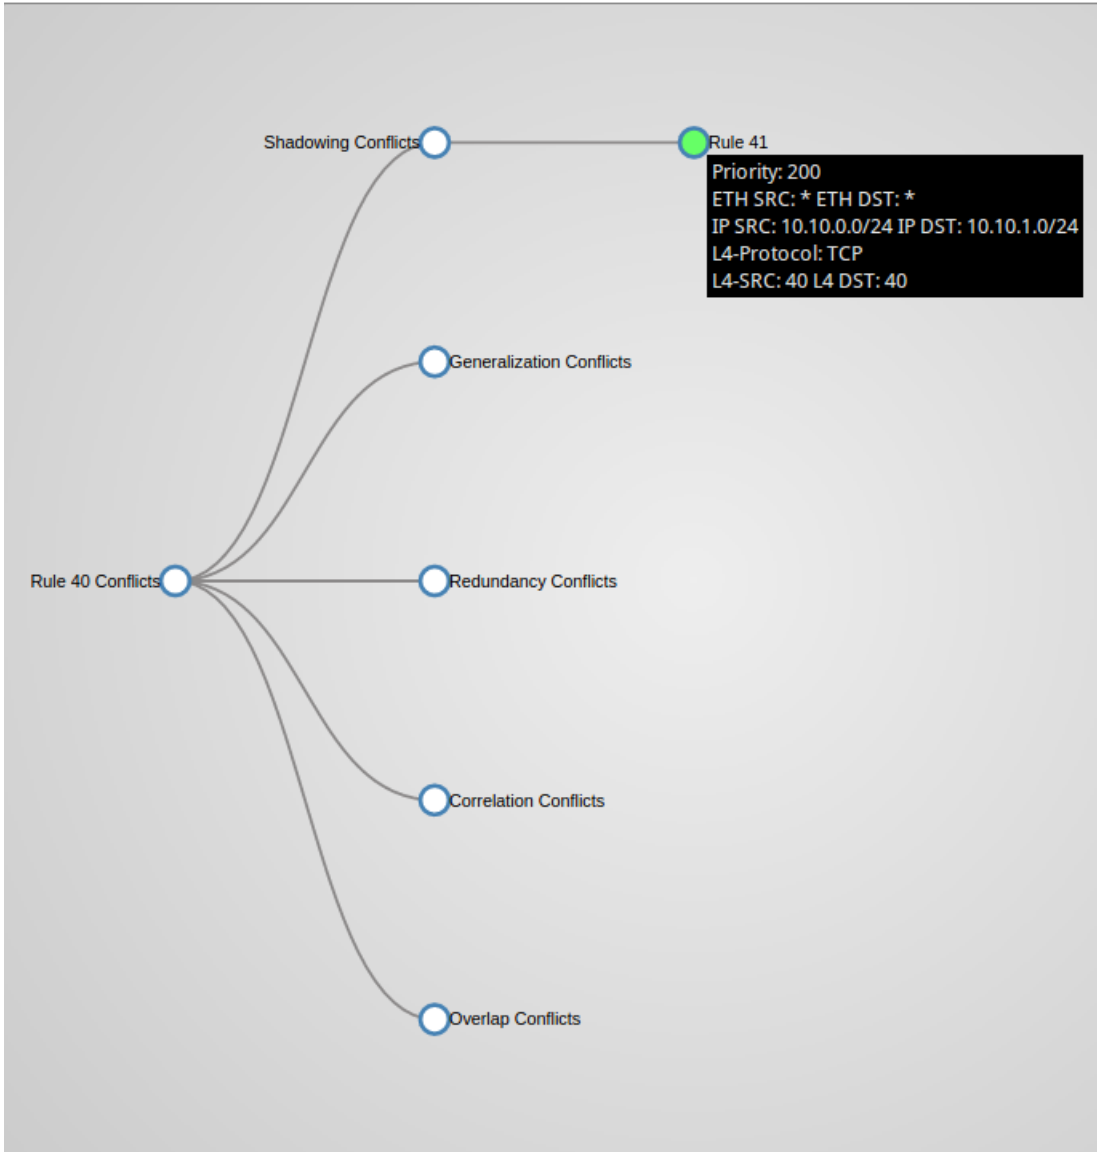 Shadowing Conflicts
Rule 41
Priority: 200
ETH SRC: * ETH DST: *
IP SRC: 10.10.0.0/24 IP DST: 10.10.1.0/24
L4-Protocol: TCP
L4-SRC: 40 L4 DST: 40
Generalization Conflicts
Rule 40 Conflicts
Redundancy Conflicts
Correlation Conflicts
Overlap Conflicts